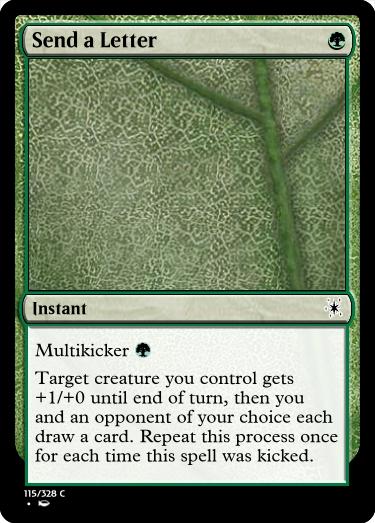 Send a Letter
Instant
Multikicker
Target creature you control gets
+1/+0 until end of turn, then you
and an opponent of your choice each
draw a card. Repeat this process once
for each time this spell was kicked.
115/328 C